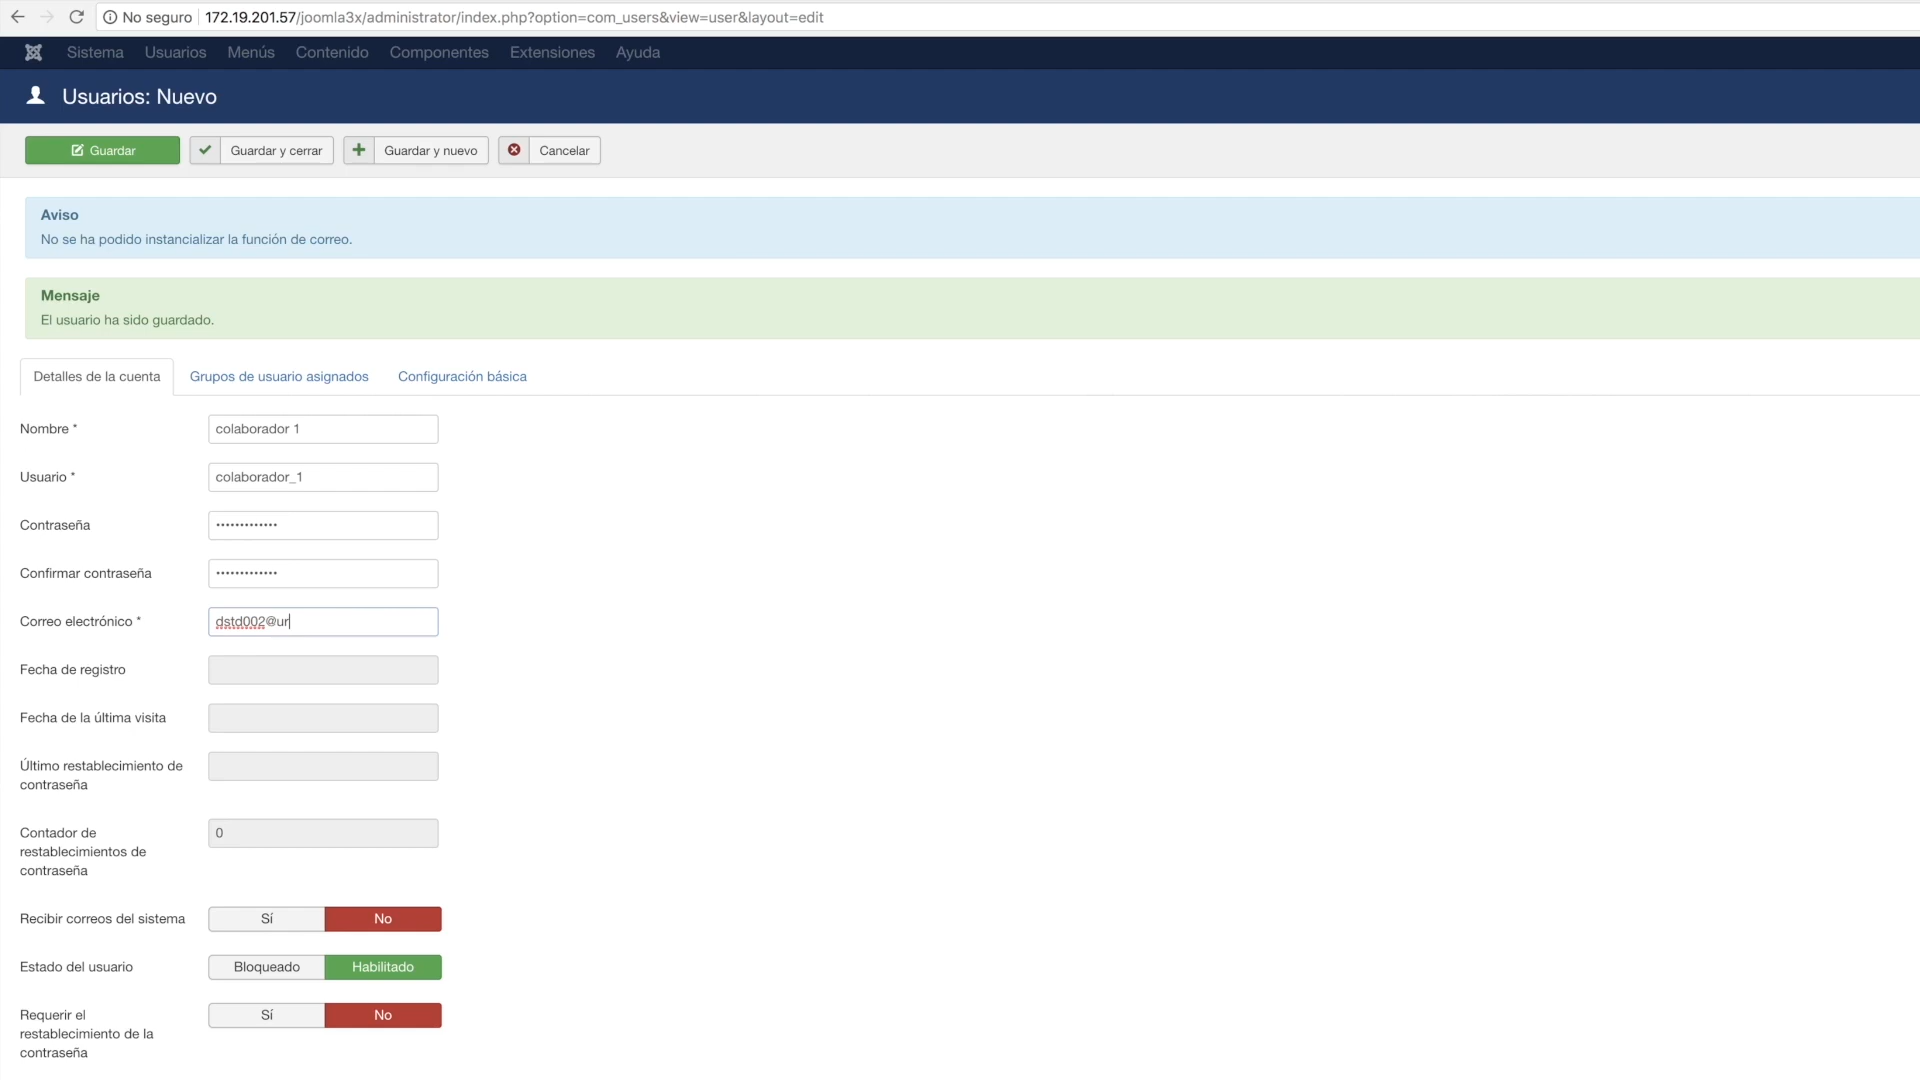 No seguro 172.19.201.57/joomla3x/administrator/index.php?option=com_users&view=user&layout=edit
Sistema Usuarios Menús Contenido Componentes Extensiones Ayuda
Usuarios: Nuevo
Guardar Guardar y cerrar Guardar y nuevo Cancelar
Aviso
No se ha podido instancializar la función de correo.
Mensaje
El usuario ha sido guardado.
Detalles de la cuenta Grupos de usuario asignados Configuración básica
Nombre * colaborador 1
Usuario * colaborador_1
Contraseña •••••••••••••
Confirmar contraseña •••••••••••••
Correo electrónico * dstd002@ur
Fecha de registro
Fecha de la última visita
Último restablecimiento de
contraseña
Contador de
restablecimientos de
contraseña
0
Recibir correos del sistema Sí No
Estado del usuario Bloqueado Habilitado
Requerir el
restablecimiento de la
contraseña
Sí No